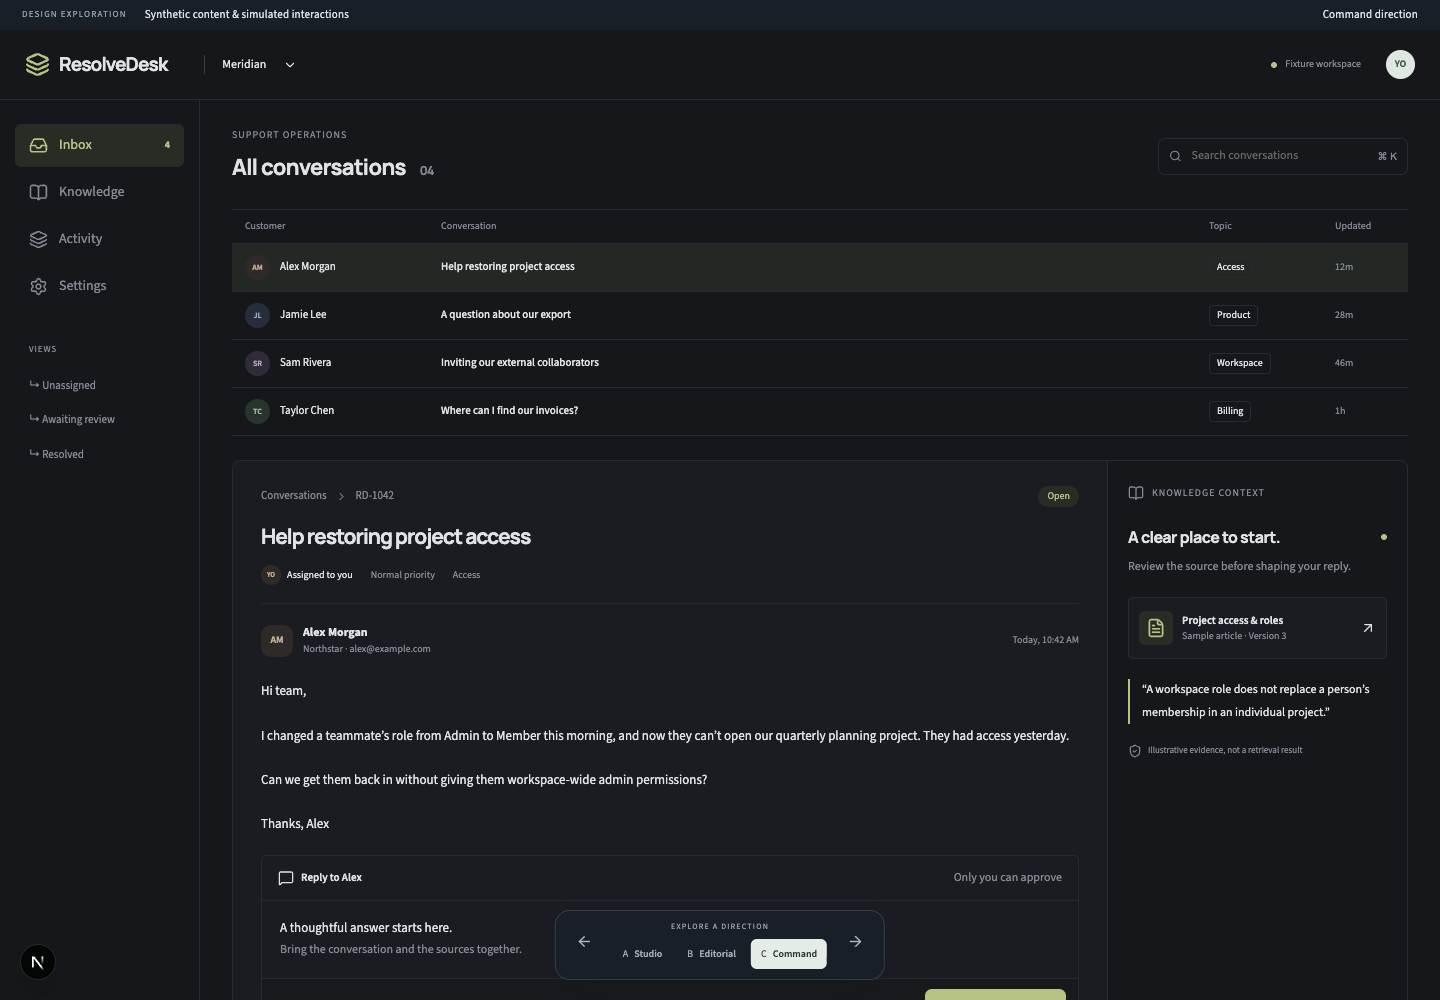 DESIGN EXPLORATION Synthetic content & simulated interactions Command direction
ResolveDesk Meridian Fixture workspace YO
Inbox 4
Knowledge
Activity
Settings
VIEWS
Unassigned
Awaiting review
Resolved
SUPPORT OPERATIONS
All conversations 04
Search conversations ⌘ K
Customer Conversation Topic Updated
AM Alex Morgan Help restoring project access Access 12m
JL Jamie Lee A question about our export Product 28m
SR Sam Rivera Inviting our external collaborators Workspace 46m
TC Taylor Chen Where can I find our invoices? Billing 1h
Conversations RD-1042 Open
Help restoring project access
YO Assigned to you Normal priority Access
AM Alex Morgan
Northstar · alex@example.com
Today, 10:42 AM
Hi team,
I changed a teammate’s role from Admin to Member this morning, and now they can’t open our quarterly planning project. They had access yesterday.
Can we get them back in without giving them workspace-wide admin permissions?
Thanks, Alex
Reply to Alex Only you can approve
A thoughtful answer starts here.
Bring the conversation and the sources together.
KNOWLEDGE CONTEXT
A clear place to start.
Review the source before shaping your reply.
Project access & roles
Sample article · Version 3
“A workspace role does not replace a person’s
membership in an individual project.”
Illustrative evidence, not a retrieval result
EXPLORE A DIRECTION
A Studio B Editorial C Command
N